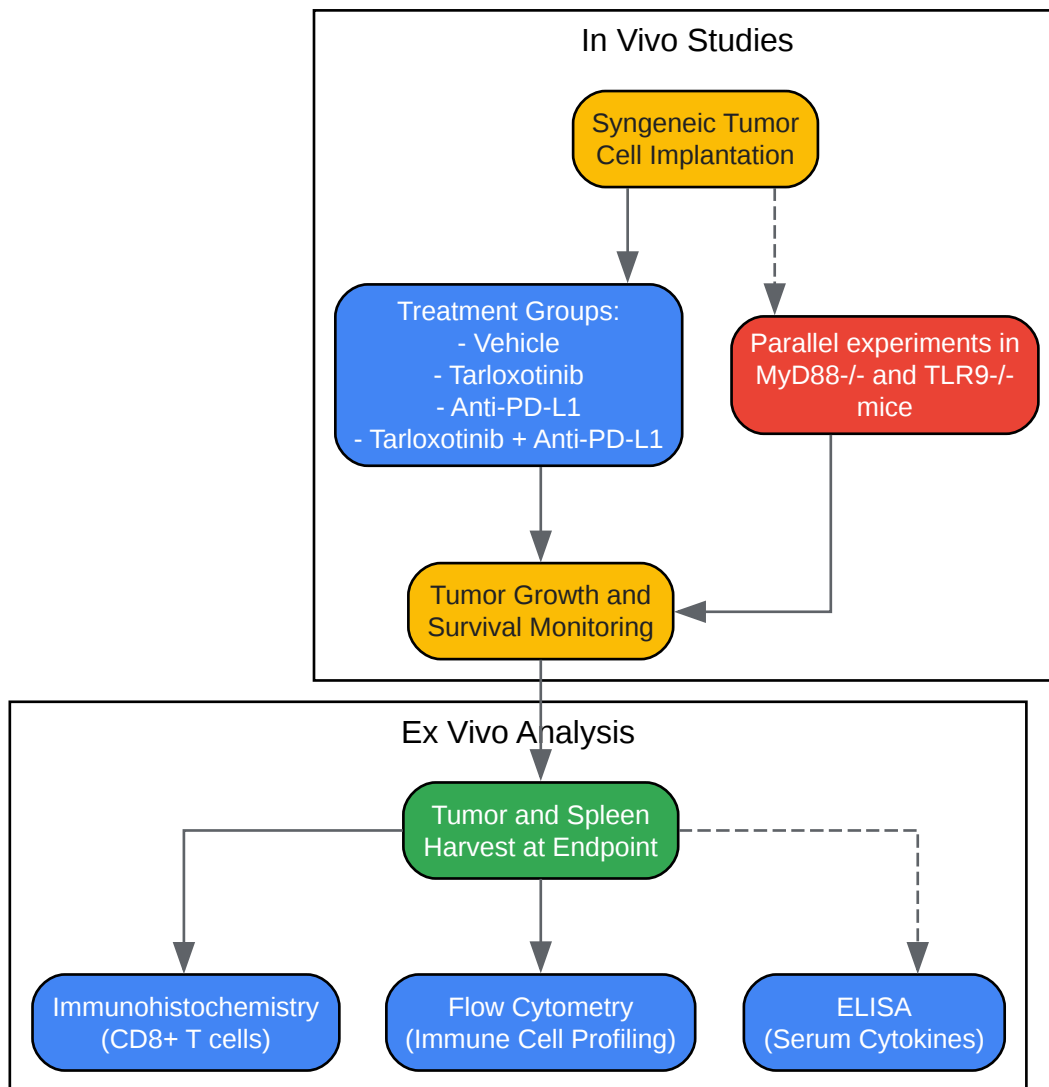 In Vivo Studies
Syngeneic Tumor
Cell Implantation
Treatment Groups:
- Vehicle
- Tarloxotinib
- Anti-PD-L1
- Tarloxotinib + Anti-PD-L1
Parallel experiments in
MyD88-/- and TLR9-/-
mice
Tumor Growth and
Survival Monitoring
Ex Vivo Analysis
Tumor and Spleen
Harvest at Endpoint
Immunohistochemistry
(CD8+ T cells)
Flow Cytometry
(Immune Cell Profiling)
ELISA
(Serum Cytokines)